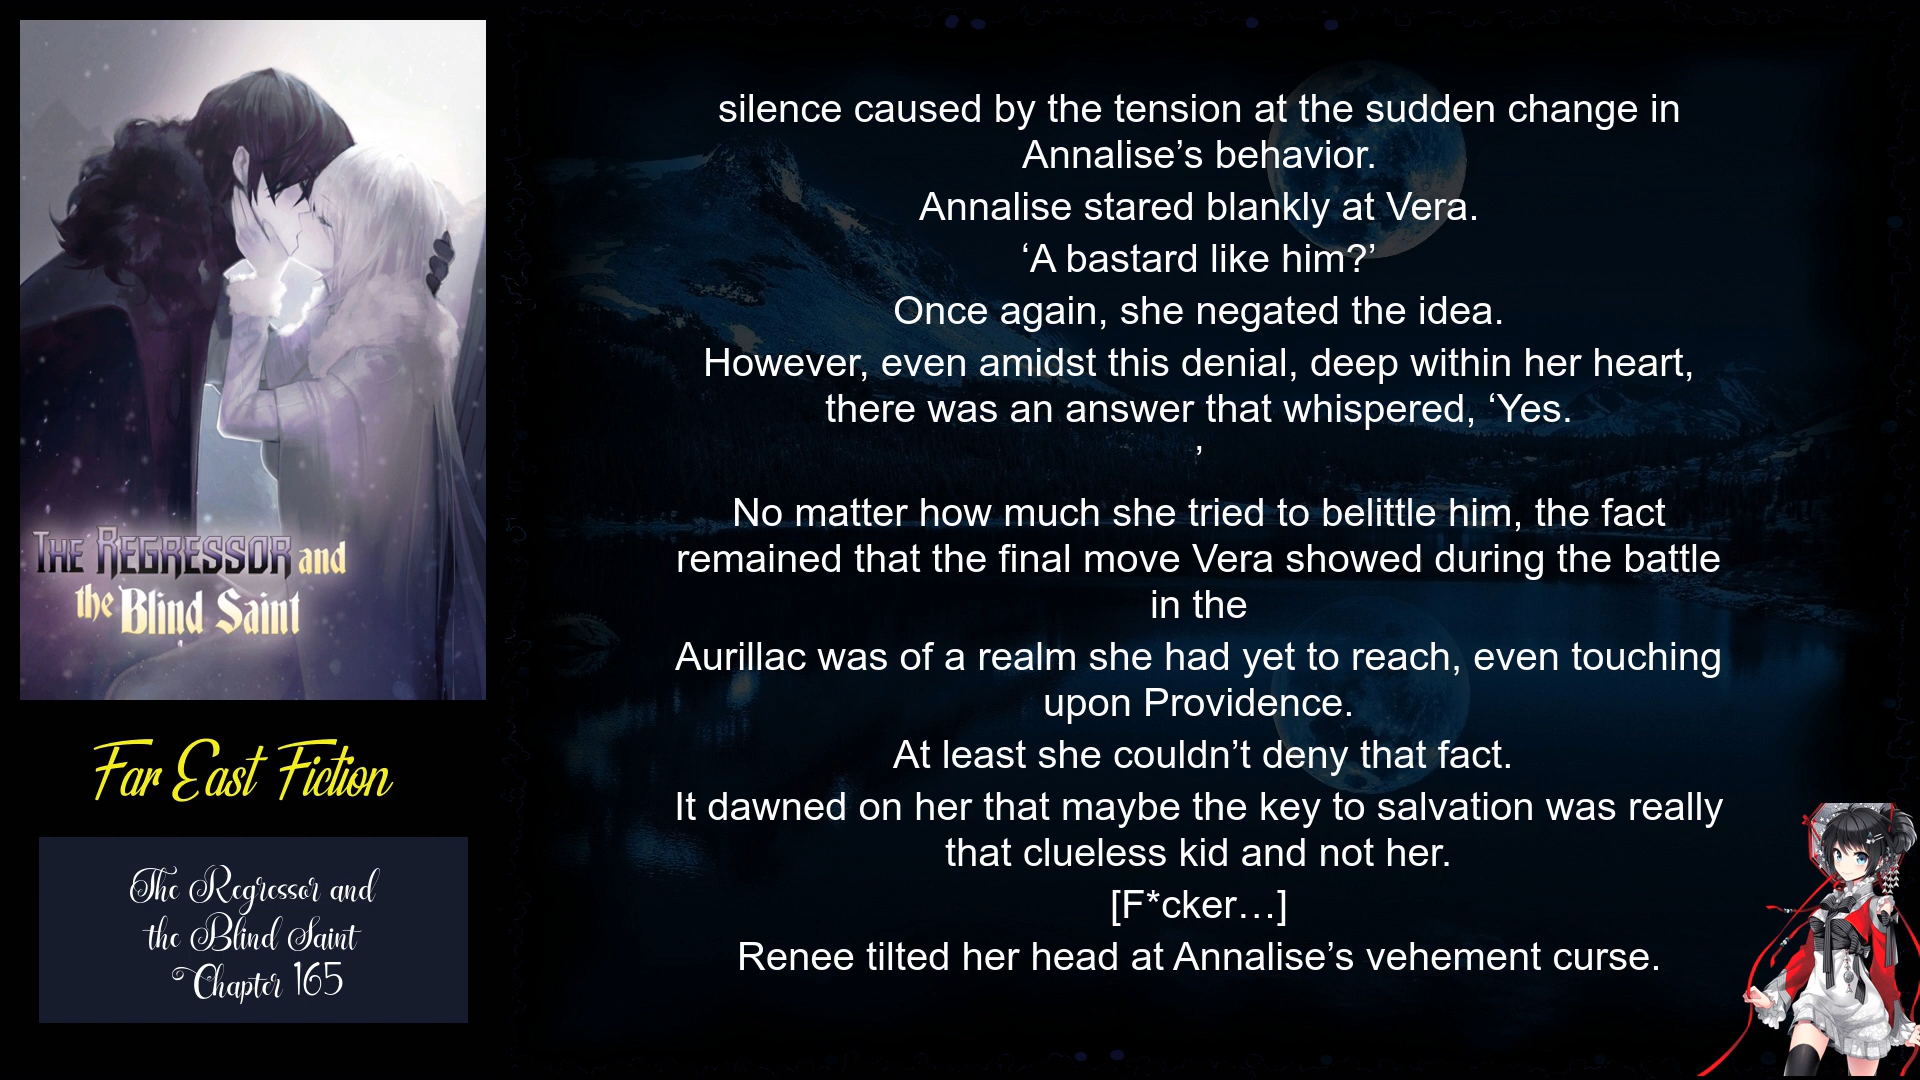 THE REGRESSOR and
the Blind Saint
Far East Fiction
The Regressor and
the Blind Saint
Chapter 165
silence caused by the tension at the sudden change in
Annalise’s behavior.
Annalise stared blankly at Vera.
‘A bastard like him?’
Once again, she negated the idea.
However, even amidst this denial, deep within her heart,
there was an answer that whispered, ‘Yes.
’
No matter how much she tried to belittle him, the fact
remained that the final move Vera showed during the battle
in the
Aurillac was of a realm she had yet to reach, even touching
upon Providence.
At least she couldn’t deny that fact.
It dawned on her that maybe the key to salvation was really
that clueless kid and not her.
[F*cker…]
Renee tilted her head at Annalise’s vehement curse.